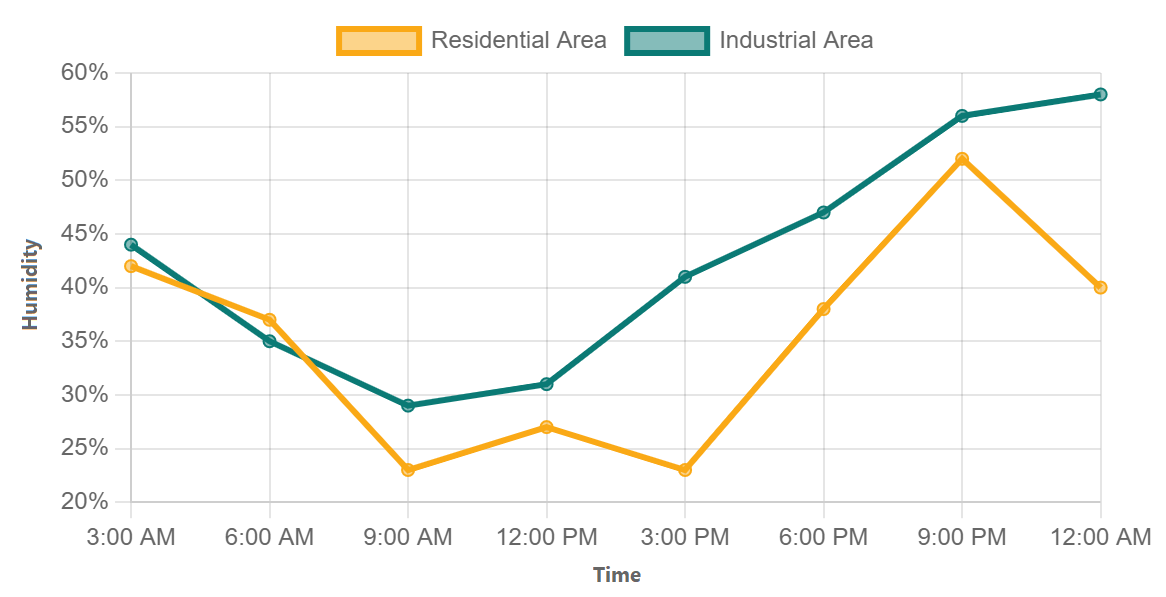 Residential Area Industrial Area
60%
55%
50%
45%
40%
35%
30%
25%
20%
Humidity
3:00 AM 6:00 AM 9:00 AM 12:00 PM 3:00 PM 6:00 PM 9:00 PM 12:00 AM
Time